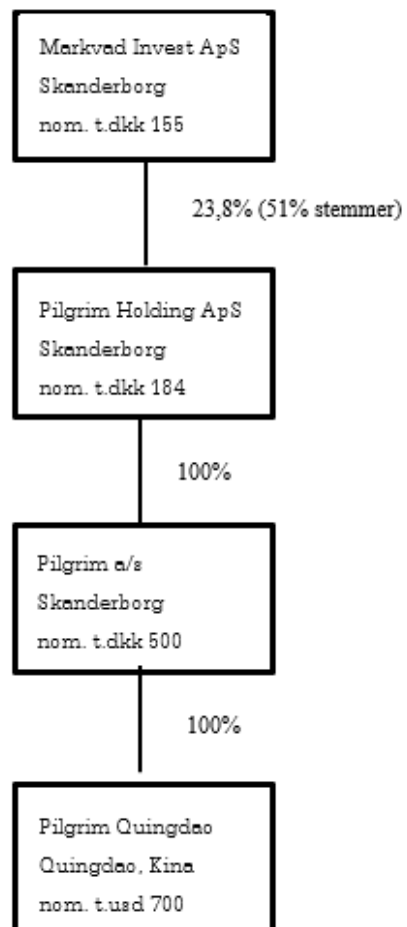 Markvad Invest ApS
Skanderborg
nom. t.dkk 155
23,8% (51% stemmer)
Pilgrim Holding ApS
Skanderborg
nom. t.dkk 184
100%
Pilgrim a/s
Skanderborg
nom. t.dkk 500
100%
Pilgrim Quingdao
Quingdao, Kina
nom. t.usd 700